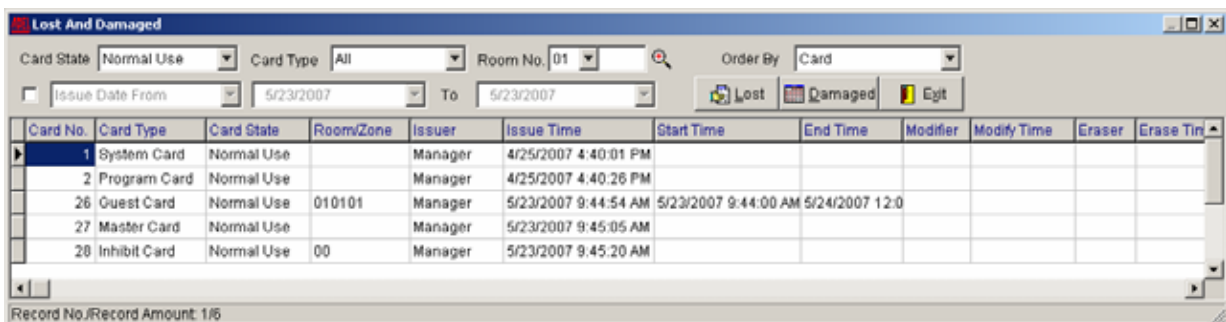 Lost And Damaged
Card State Normal Use Card Type All Room No. 01 Order By Card
Issue Date From 5/23/2007 To 5/23/2007 Lost Damaged Exit
Card No. Card Type Card State Room/Zone Issuer Issue Time Start Time End Time Modifier Modify Time Eraser Erase Tim
1 System Card Normal Use Manager 4/25/2007 4:40:01 PM
2 Program Card Normal Use Manager 4/25/2007 4:40:26 PM
26 Guest Card Normal Use 010101 Manager 5/23/2007 9:44:54 AM 5/23/2007 9:44:00 AM 5/24/2007 12:0
27 Master Card Normal Use Manager 5/23/2007 9:45:05 AM
28 Inhibit Card Normal Use 00 Manager 5/23/2007 9:45:20 AM
Record No./Record Amount: 1/6